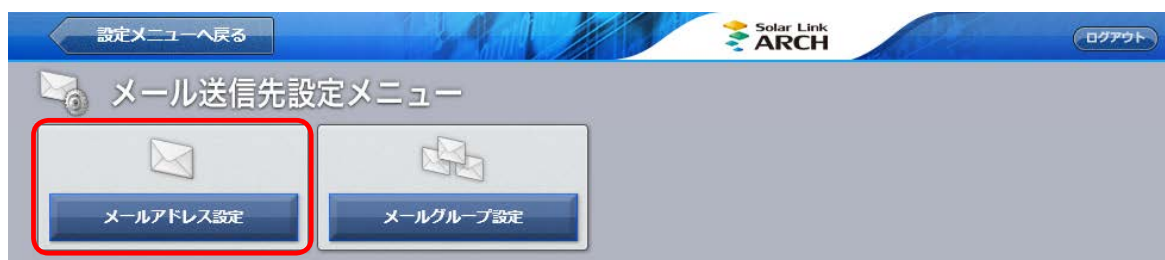 設定メニューへ戻る
Solar Link
ARCH
ログアウト
メール送信先設定メニュー
メールアドレス設定
メールグループ設定